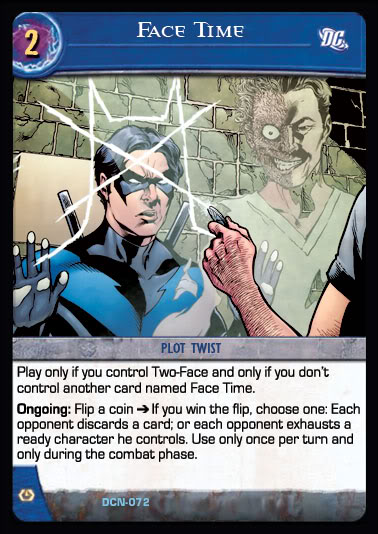 2
FACE TIME
DC
PLOT TWIST
Play only if you control Two-Face and only if you don't
control another card named Face Time.
Ongoing: Flip a coin ➔ If you win the flip, choose one: Each
opponent discards a card; or each opponent exhausts a
ready character he controls. Use only once per turn and
only during the combat phase.
DCN-072